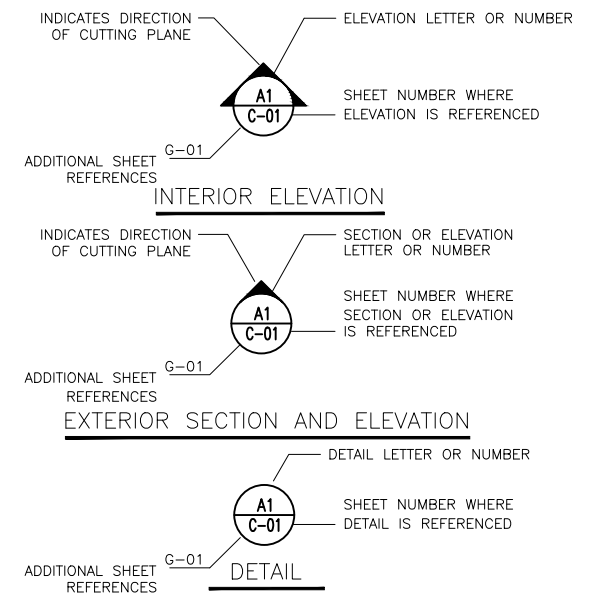 INDICATES DIRECTION
OF CUTTING PLANE
ELEVATION LETTER OR NUMBER
A1
C-01
SHEET NUMBER WHERE
ELEVATION IS REFERENCED
G-01
ADDITIONAL SHEET
REFERENCES
INTERIOR ELEVATION
INDICATES DIRECTION
OF CUTTING PLANE
SECTION OR ELEVATION
LETTER OR NUMBER
A1
C-01
SHEET NUMBER WHERE
SECTION OR ELEVATION
IS REFERENCED
G-01
ADDITIONAL SHEET
REFERENCES
EXTERIOR SECTION AND ELEVATION
DETAIL LETTER OR NUMBER
A1
C-01
SHEET NUMBER WHERE
DETAIL IS REFERENCED
G-01
ADDITIONAL SHEET
REFERENCES
DETAIL